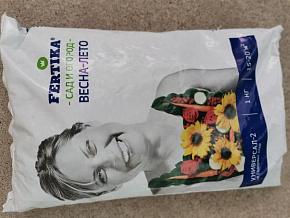 FERTIKA®
- САД И ОГОРОД -
ВЕСНА-ЛЕТО
1 КГ
УНИВЕРСАЛ-2